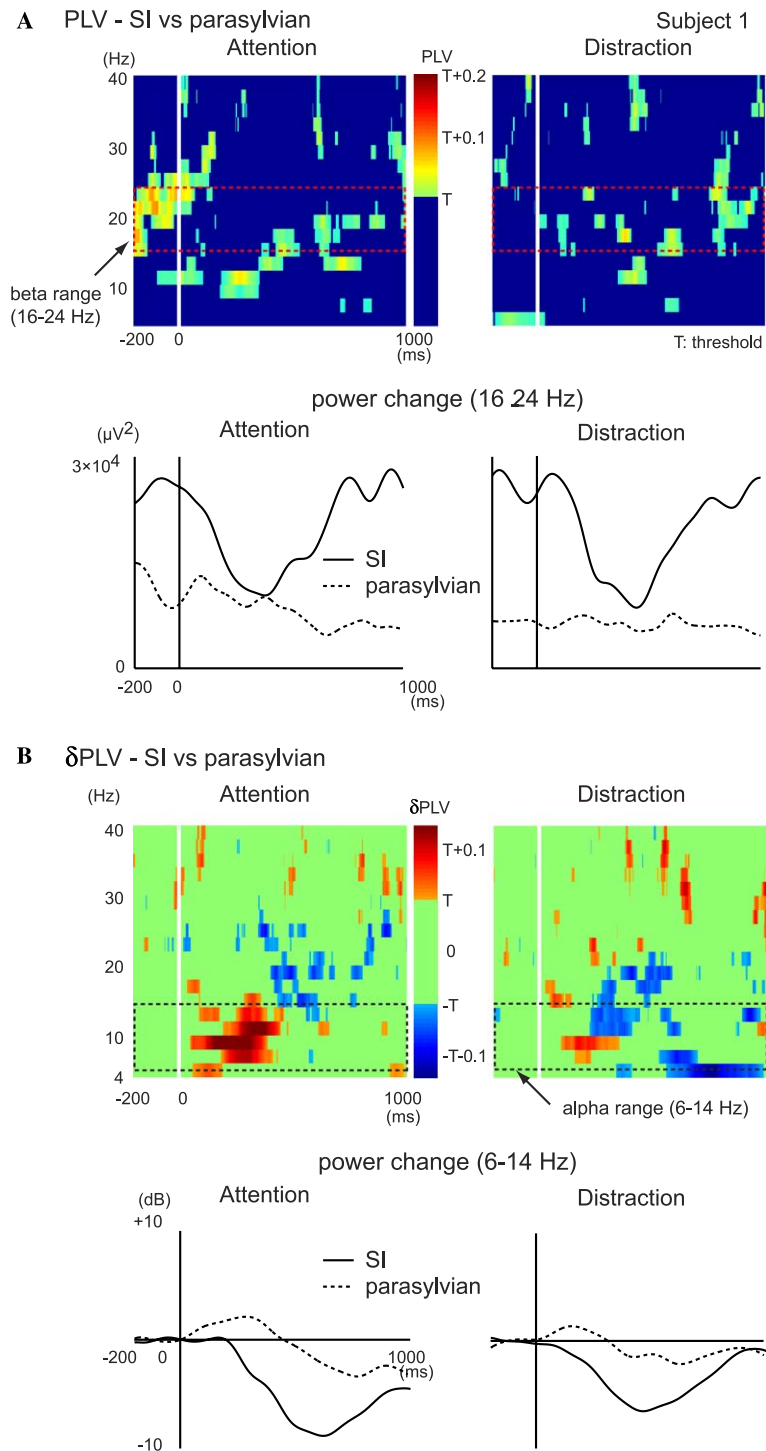 A PLV - SI vs parasylvian Subject 1
Attention PLV Distraction
(Hz)
40
30
20
10
T+0.2
T+0.1
T
beta range
(16-24 Hz)
-200 0 1000
(ms)
T: threshold
power change (16 24 Hz)
(µV²) Attention Distraction
3×10⁴
0
SI
parasylvian
-200 0 1000
(ms)
B δPLV - SI vs parasylvian
Attention δPLV Distraction
(Hz)
40
30
20
10
4
T+0.1
T
0
-T
-T-0.1
-200 0 1000
(ms)
alpha range (6-14 Hz)
power change (6-14 Hz)
(dB) Attention Distraction
+10
SI
parasylvian
-200 0 1000
(ms)
-10